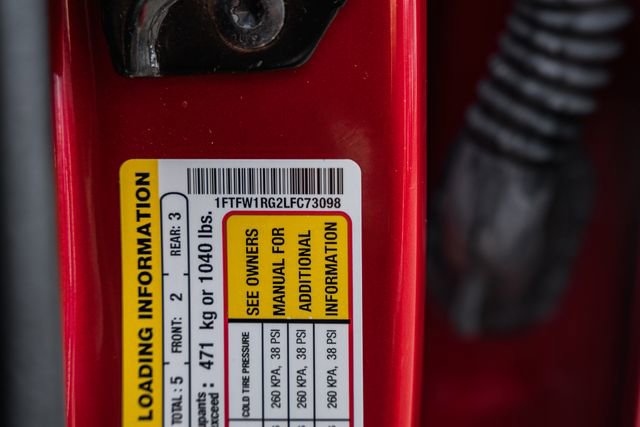 1FTFW1RG2LFC73098
LOADING INFORMATION
TOTAL: 5 FRONT: 2 REAR: 3
471 kg or 1040 lbs.
SEE OWNERS
MANUAL FOR
ADDITIONAL
INFORMATION
COLD TIRE PRESSURE
260 KPA, 38 PSI
260 KPA, 38 PSI
260 KPA, 38 PSI